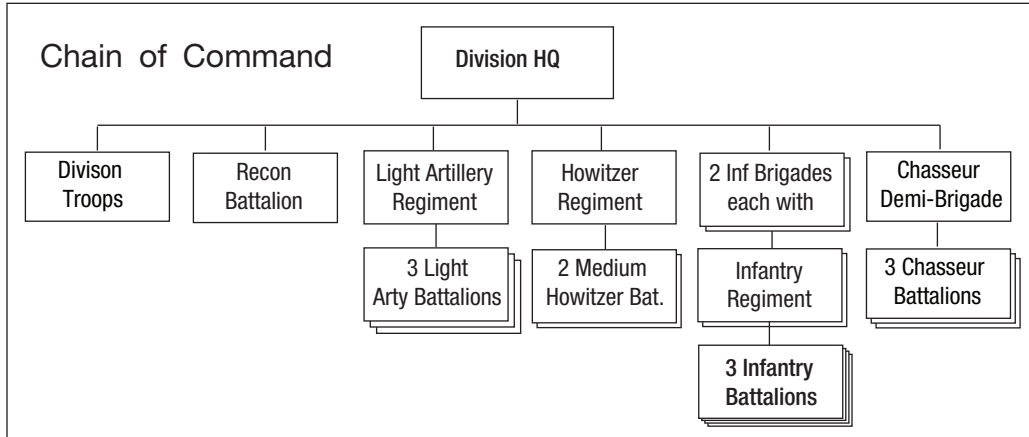 Chain of Command
Division HQ
Divison
Troops
Recon
Battalion
Light Artillery
Regiment
Howitzer
Regiment
2 Inf Brigades
each with
Chasseur
Demi-Brigade
3 Light
Arty Battalions
2 Medium
Howitzer Bat.
Infantry
Regiment
3 Chasseur
Battalions
3 Infantry
Battalions